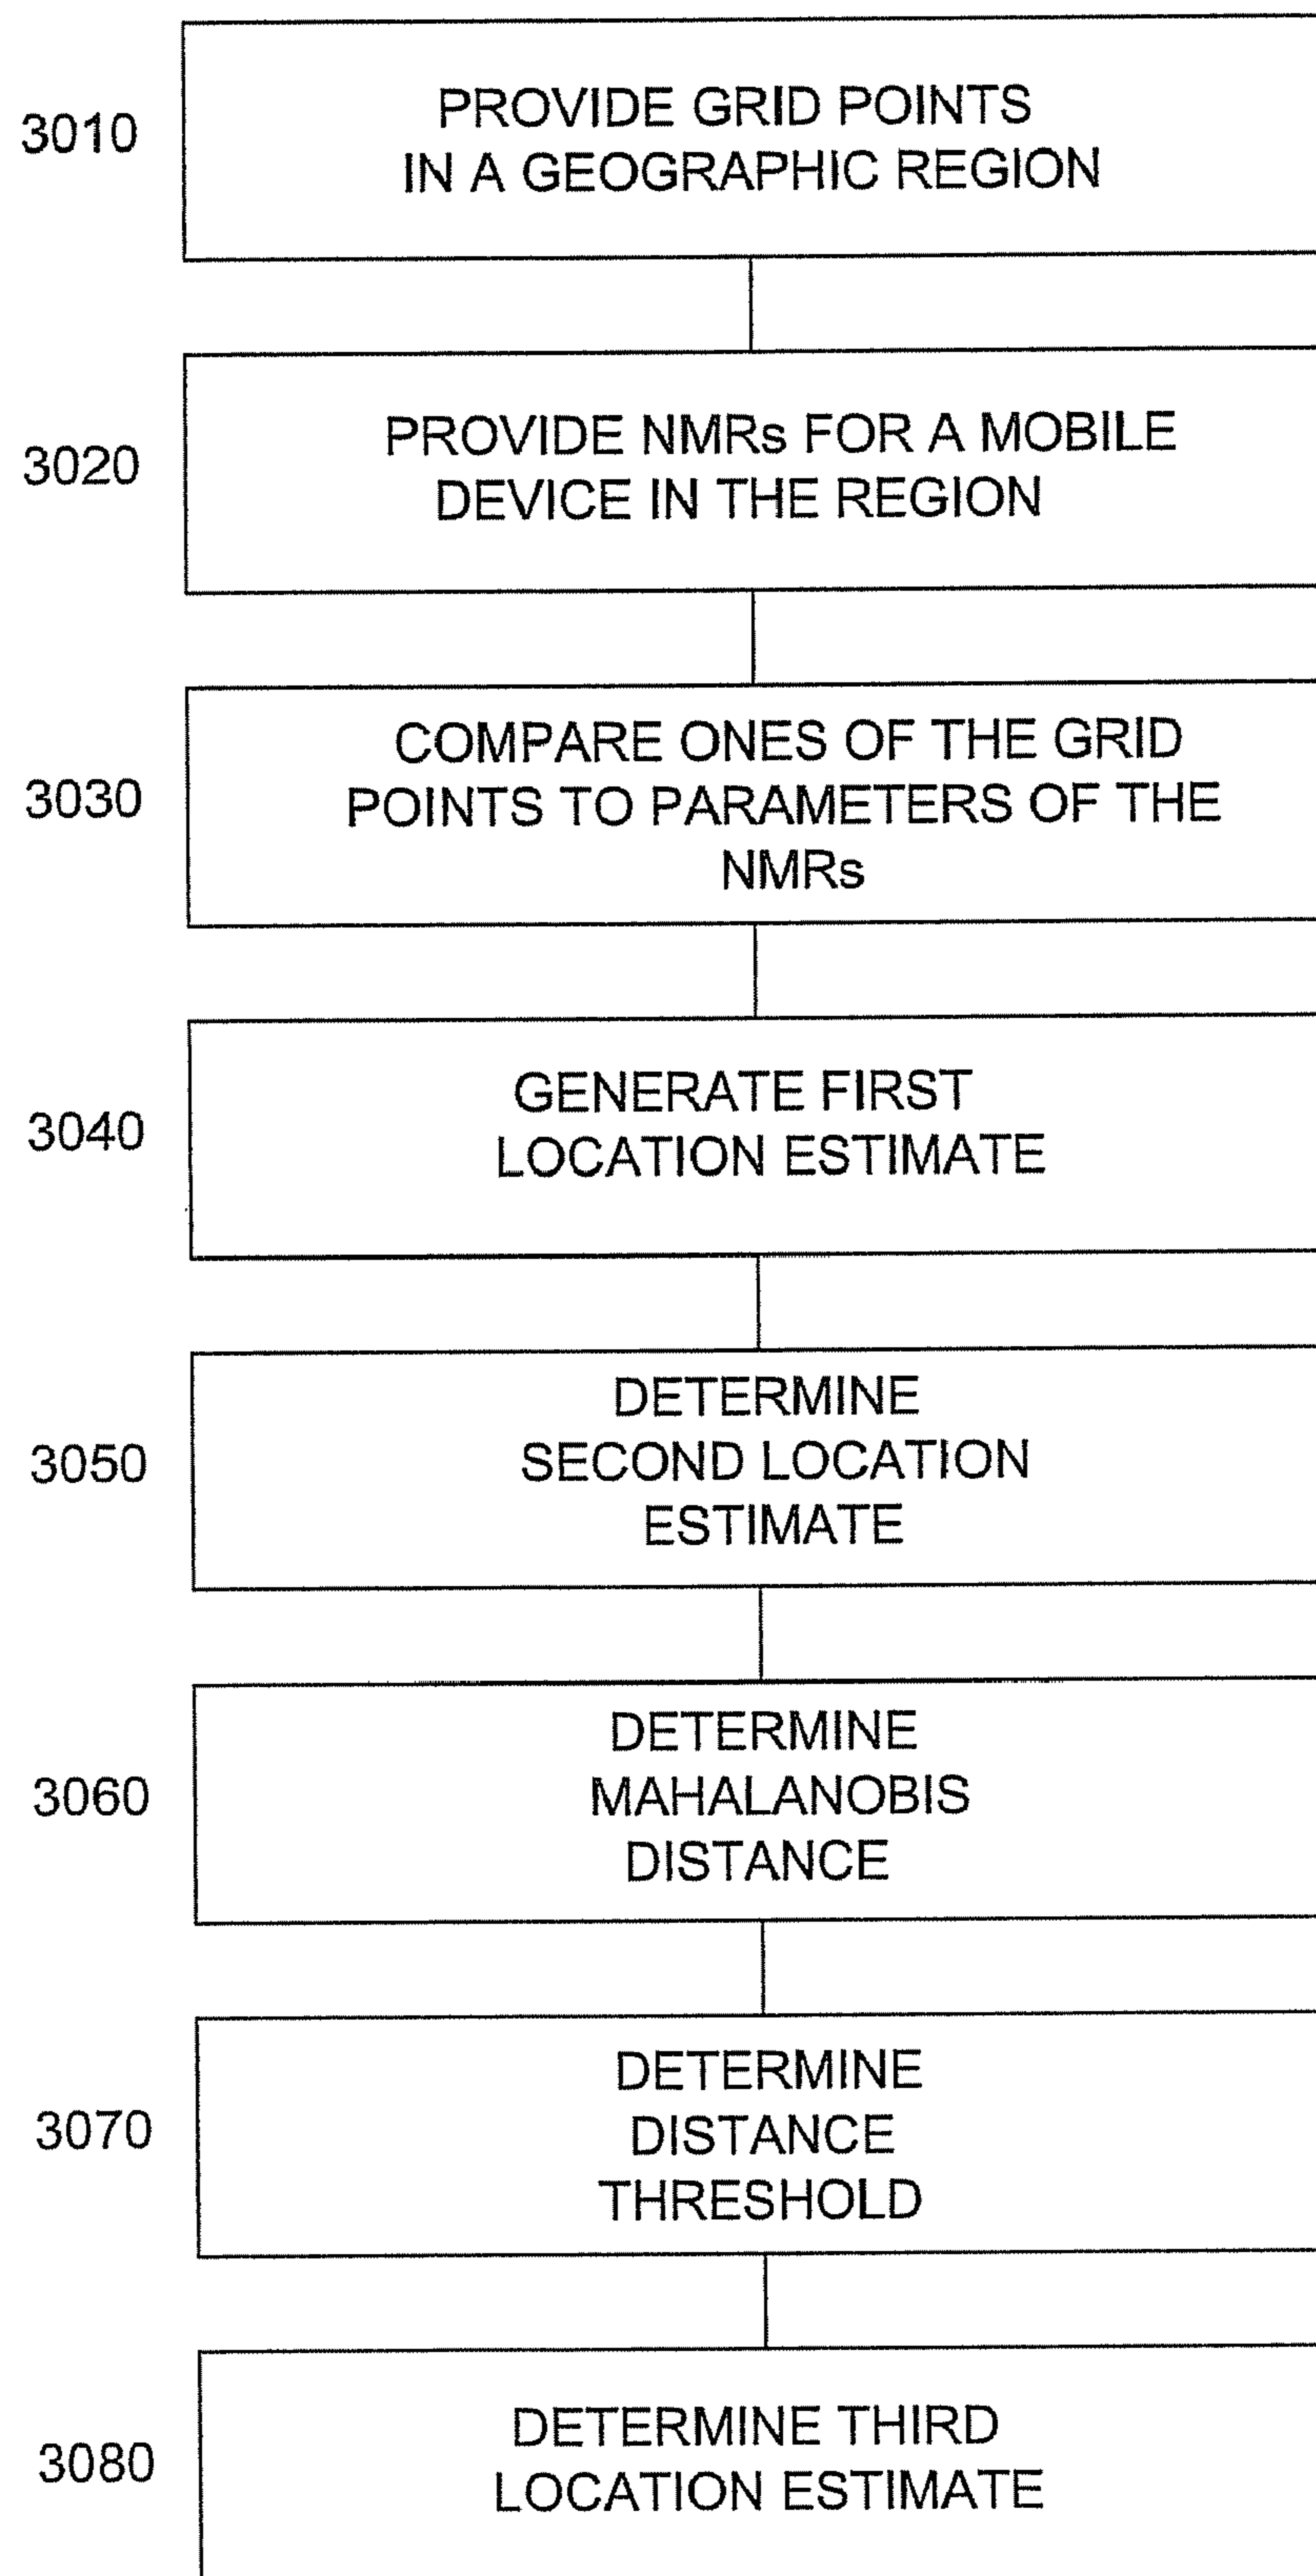 3010
PROVIDE GRID POINTS
IN A GEOGRAPHIC REGION
3020
PROVIDE NMRs FOR A MOBILE
DEVICE IN THE REGION
3030
COMPARE ONES OF THE GRID
POINTS TO PARAMETERS OF THE
NMRs
3040
GENERATE FIRST
LOCATION ESTIMATE
3050
DETERMINE
SECOND LOCATION
ESTIMATE
3060
DETERMINE
MAHALANOBIS
DISTANCE
3070
DETERMINE
DISTANCE
THRESHOLD
3080
DETERMINE THIRD
LOCATION ESTIMATE